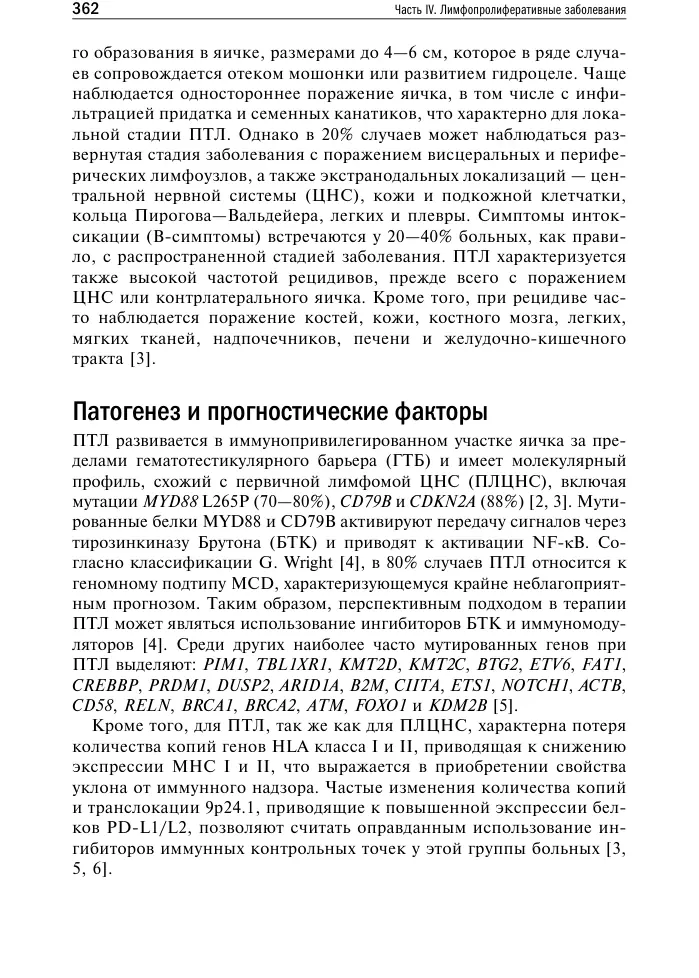 362
Часть IV. Лимфопролиферативные заболевания
го образования в яичке, размерами до 4—6 см, которое в ряде случа-
ев сопровождается отеком мошонки или развитием гидроцеле. Чаще
наблюдается одностороннее поражение яичка, в том числе с инфи-
льтрацией придатка и семенных канатиков, что характерно для лока-
льной стадии ПТЛ. Однако в 20% случаев может наблюдаться раз-
вернутая стадия заболевания с поражением висцеральных и перифе-
рических лимфоузлов, а также экстранодальных локализаций — цен-
тральной нервной системы (ЦНС), кожи и подкожной клетчатки,
кольца Пирогова—Вальдейера, легких и плевры. Симптомы инток-
сикации (В-симптомы) встречаются у 20—40% больных, как прави-
ло, с распространенной стадией заболевания. ПТЛ характеризуется
также высокой частотой рецидивов, прежде всего с поражением
ЦНС или контрлатерального яичка. Кроме того, при рецидиве час-
то наблюдается поражение костей, кожи, костного мозга, легких,
мягких тканей, надпочечников, печени и желудочно-кишечного
тракта [3].
Патогенез и прогностические факторы
ПТЛ развивается в иммунопривилегированном участке яичка за пре-
делами гематотестикулярного барьера (ГТБ) и имеет молекулярный
профиль, схожий с первичной лимфомой ЦНС (ПЛЦНС), включая
мутации MYD88 L265P (70—80%), CD79B и CDKN2A (88%) [2, 3]. Мути-
рованные белки MYD88 и CD79B активируют передачу сигналов через
тирозинкиназу Брутона (БТК) и приводят к активации NF-κB. Со-
гласно классификации G. Wright [4], в 80% случаев ПТЛ относится к
геномному подтипу MCD, характеризующемуся крайне неблагоприят-
ным прогнозом. Таким образом, перспективным подходом в терапии
ПТЛ может являться использование ингибиторов БТК и иммуномоду-
ляторов [4]. Среди других наиболее часто мутированных генов при
ПТЛ выделяют: PIM1, TBL1XR1, KMT2D, KMT2C, BTG2, ETV6, FAT1,
CREBBP, PRDM1, DUSP2, ARID1A, B2M, CIITA, ETS1, NOTCH1, ACTB,
CD58, RELN, BRCA1, BRCA2, ATM, FOXO1 и KDM2B [5].
Кроме того, для ПТЛ, так же как для ПЛЦНС, характерна потеря
количества копий генов HLA класса I и II, приводящая к снижению
экспрессии MHC I и II, что выражается в приобретении свойства
уклона от иммунного надзора. Частые изменения количества копий
и транслокации 9p24.1, приводящие к повышенной экспрессии бел-
ков PD-L1/L2, позволяют считать оправданным использование ин-
гибиторов иммунных контрольных точек у этой группы больных [3,
5, 6].